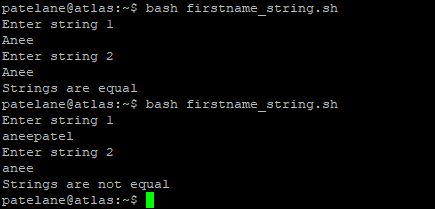 patelane@atlas:~$ bash firstname_string.sh
Enter string 1
Anee
Enter string 2
Anee
Strings are equal
patelane@atlas:~$ bash firstname_string.sh
Enter string 1
aneepatel
Enter string 2
anee
Strings are not equal
patelane@atlas:~$